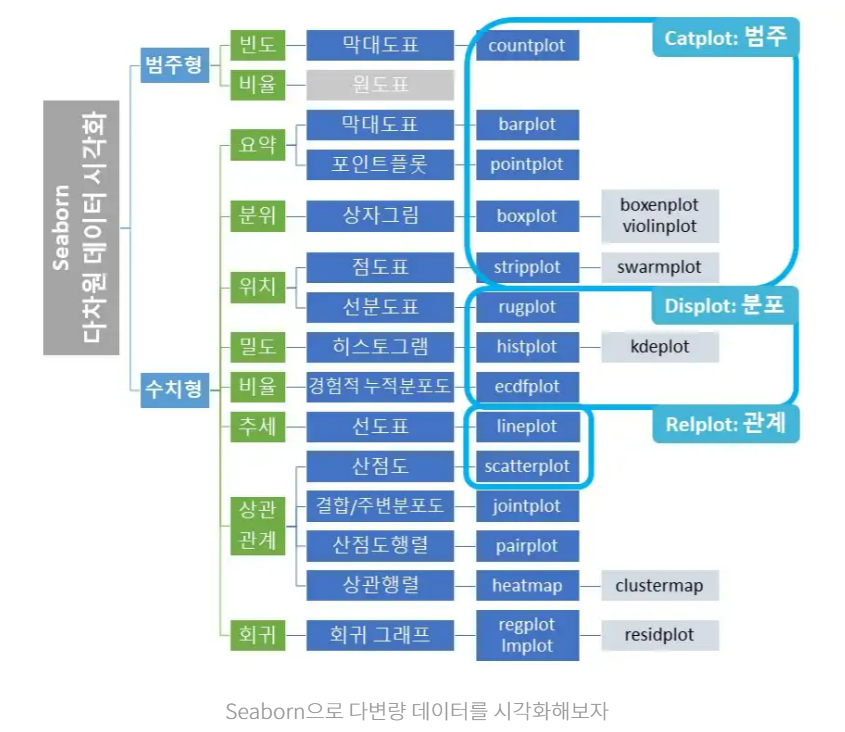 Seaborn
다차원 데이터 시각화
범주형
빈도
막대도표
countplot
Catplot: 범주
비율
원도표
수치형
요약
막대도표
barplot
포인트플롯
pointplot
분위
상자그림
boxplot
boxenplot
violinplot
위치
점도표
stripplot
swarmplot
선분도표
rugplot
Displot: 분포
밀도
히스토그램
histplot
kdeplot
비율
경험적 누적분포도
ecdfplot
추세
선도표
lineplot
Relplot: 관계
상관
관계
산점도
scatterplot
결합/주변분포도
jointplot
산점도행렬
pairplot
상관행렬
heatmap
clustermap
회귀
회귀 그래프
regplot
lmplot
residplot
Seaborn으로 다변량 데이터를 시각화해보자